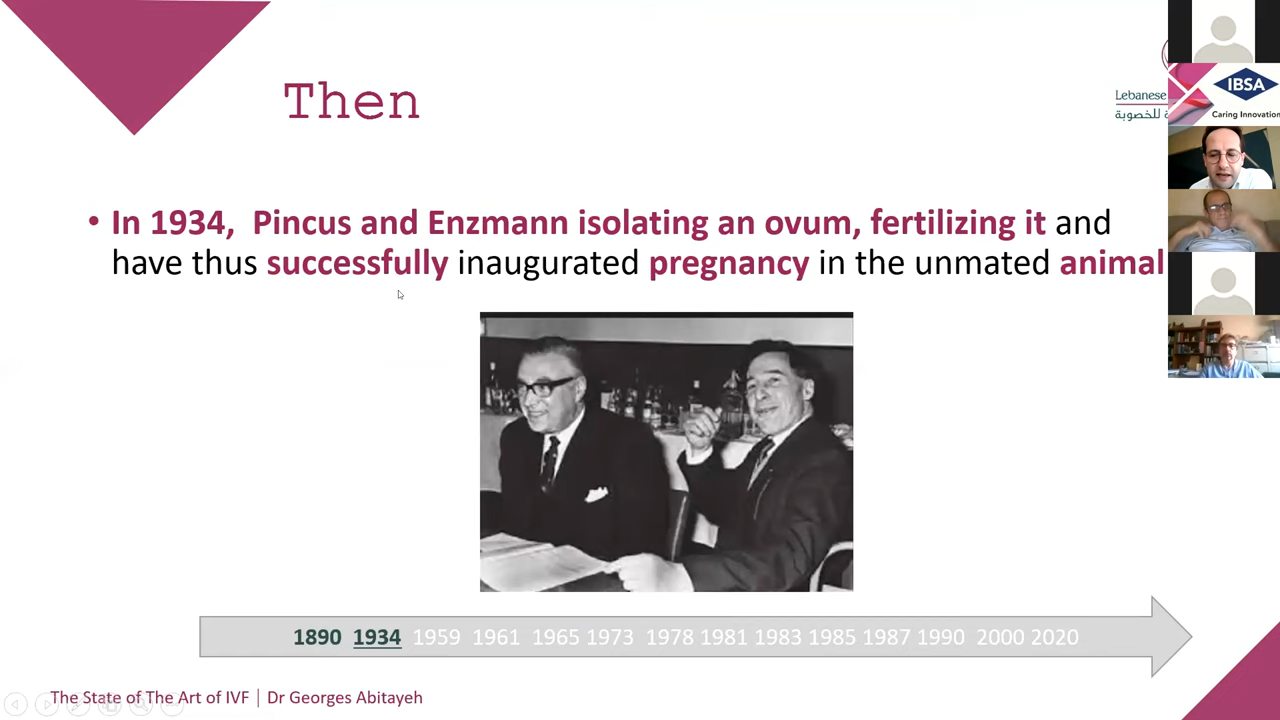 Then
IBSA
Caring Innovation
Lebanese
للخصوبة
• In 1934, Pincus and Enzmann isolating an ovum, fertilizing it and
have thus successfully inaugurated pregnancy in the unmated animal
1890 1934 1959 1961 1965 1973 1978 1981 1983 1985 1987 1990 2000 2020
The State of The Art of IVF | Dr Georges Abitayeh